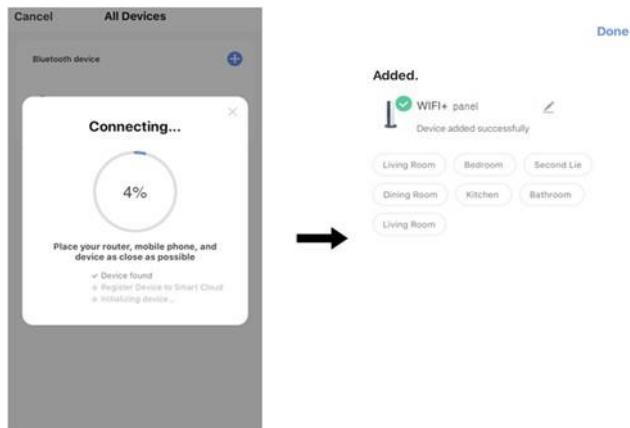 Cancel
All Devices
Bluetooth device
Connecting...
4%
Place your router, mobile phone, and
device as close as possible
Device found
Register Device to Smart Cloud
Initializing device...
Done
Added.
WIFI+ panel
Device added successfully
Living Room
Bedroom
Second Lie
Dining Room
Kitchen
Bathroom
Living Room